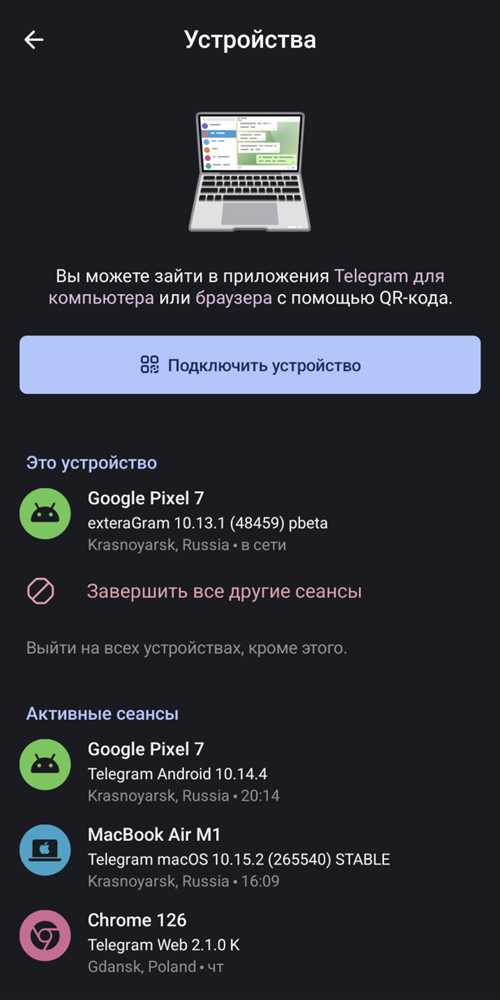 Устройства
Вы можете зайти в приложения Telegram для
компьютера или браузера с помощью QR-кода.
Подключить устройство
Это устройство
Google Pixel 7
exteraGram 10.13.1 (48459) pbeta
Krasnoyarsk, Russia • в сети
Завершить все другие сеансы
Выйти на всех устройствах, кроме этого.
Активные сеансы
Google Pixel 7
Telegram Android 10.14.4
Krasnoyarsk, Russia • 20:14
MacBook Air M1
Telegram macOS 10.15.2 (265540) STABLE
Krasnoyarsk, Russia • 16:09
Chrome 126
Telegram Web 2.1.0 K
Gdansk, Poland • чт